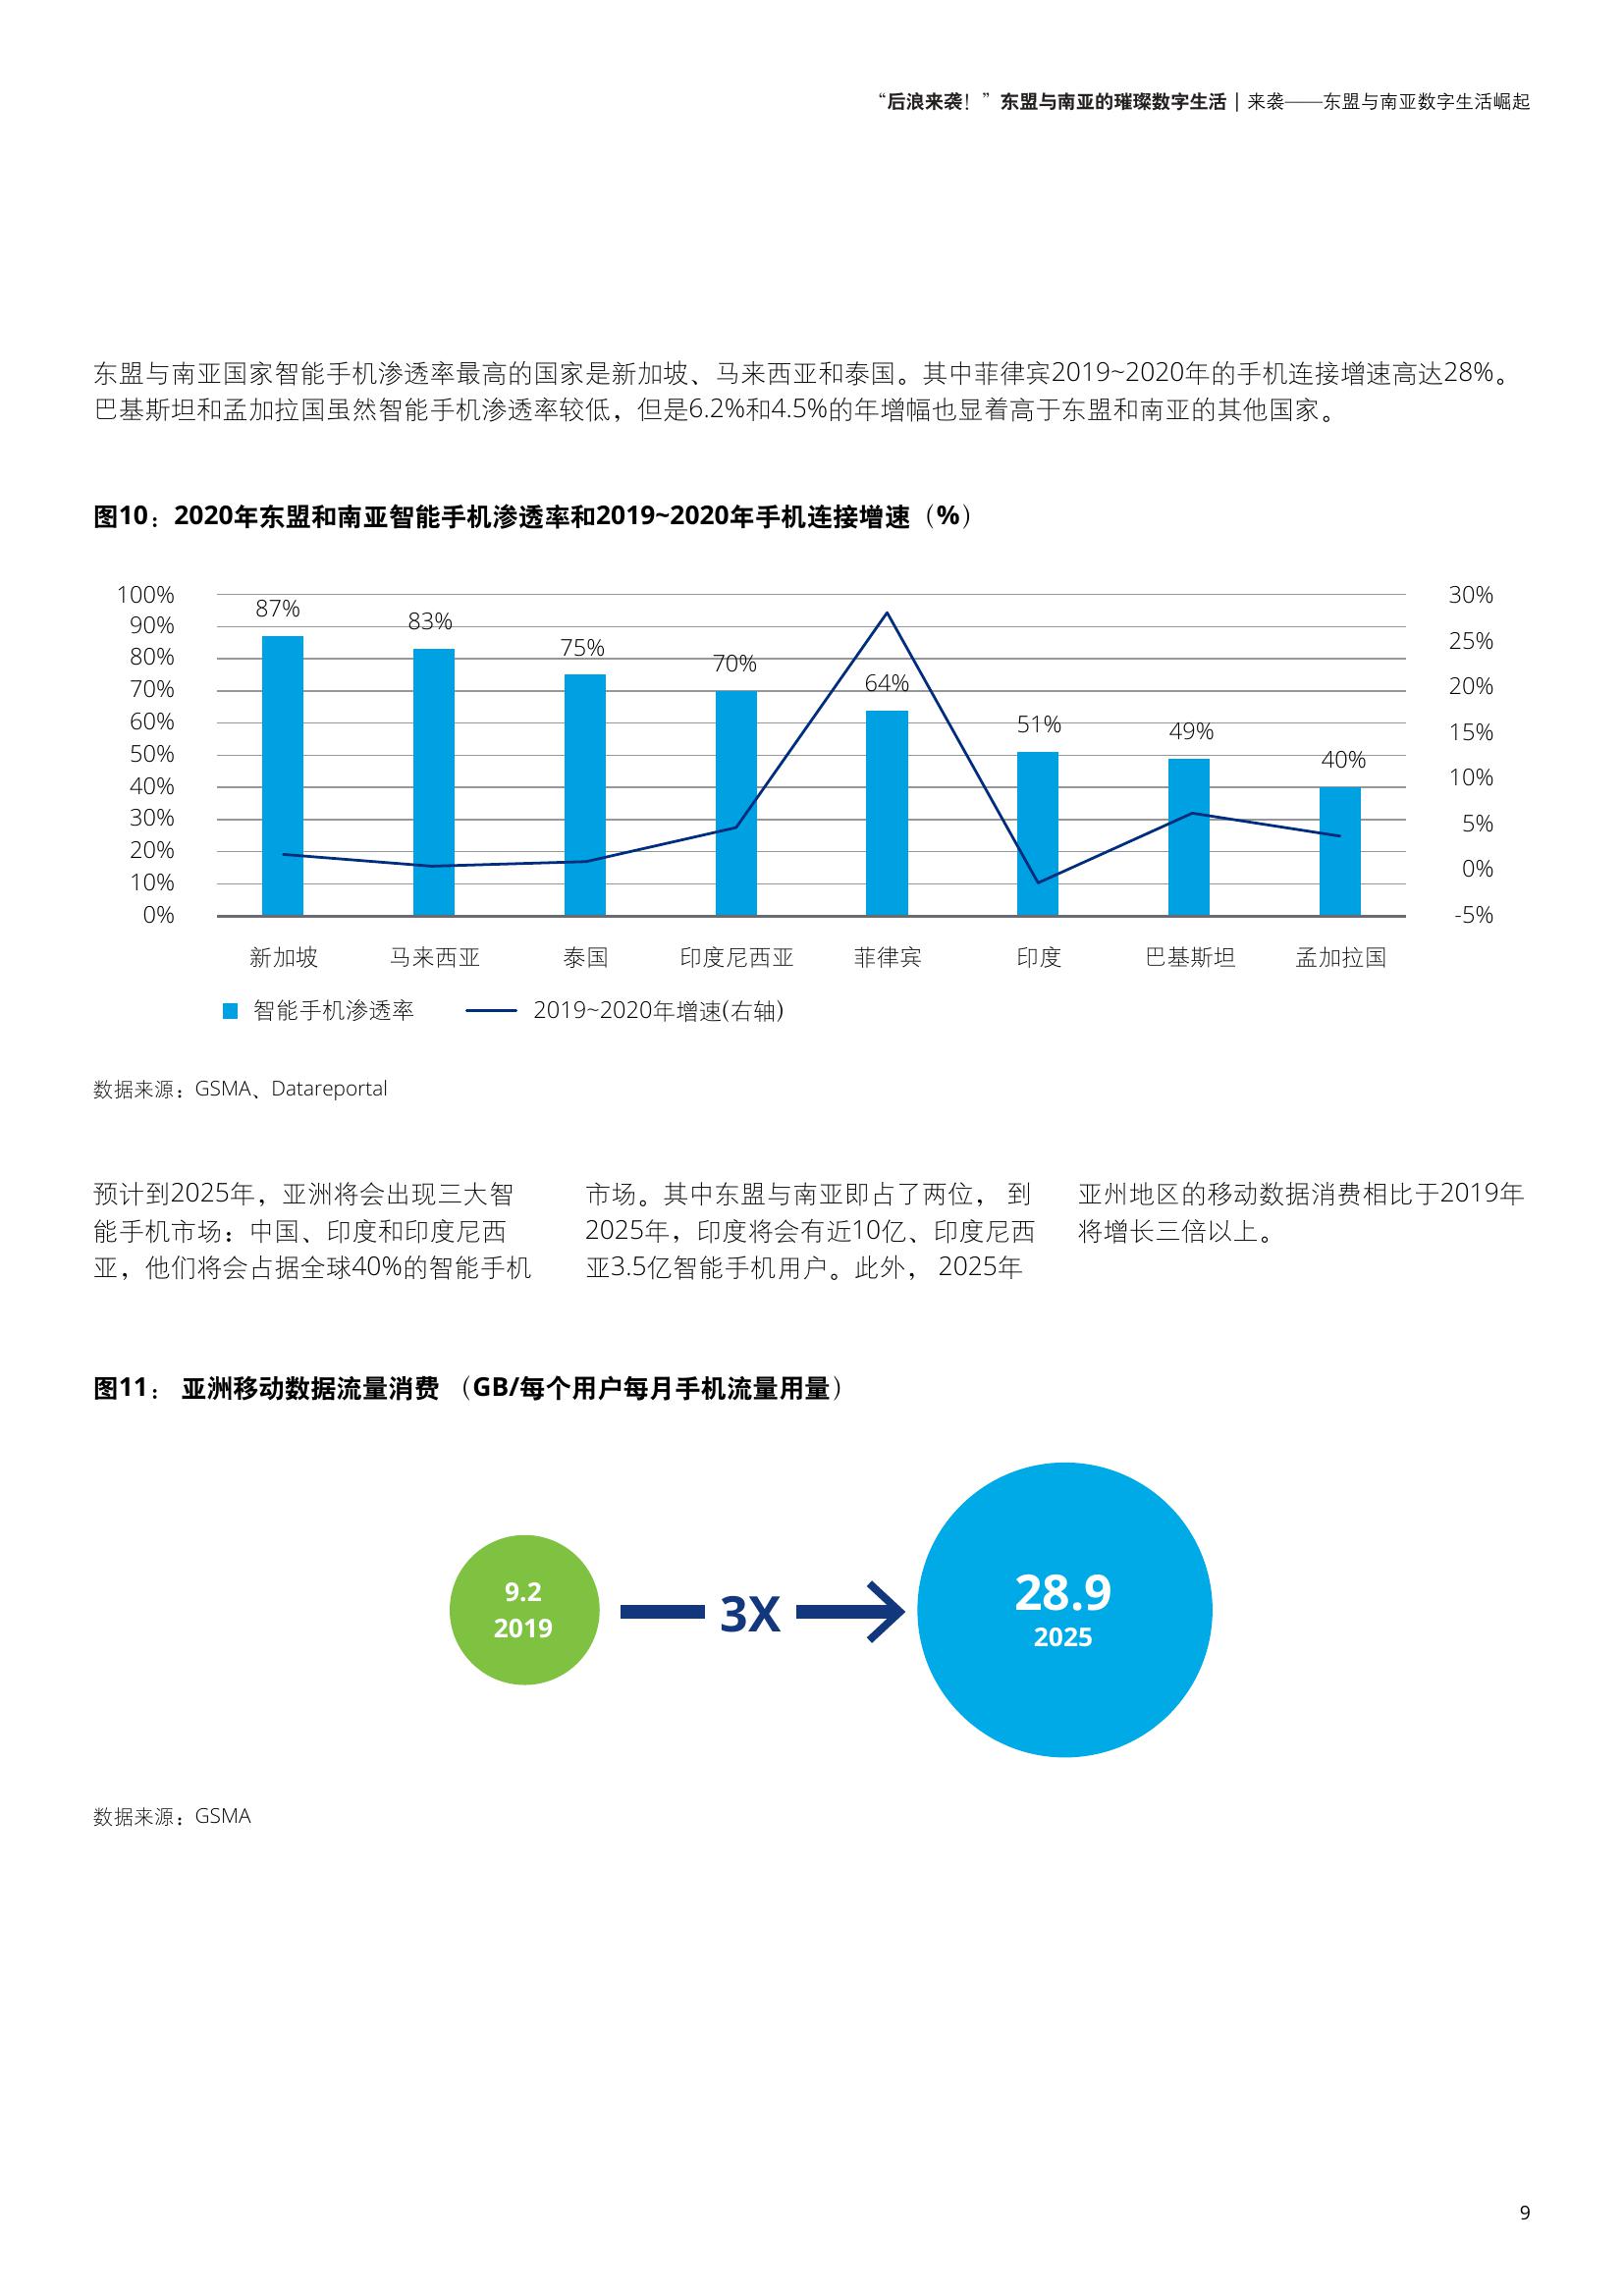 “后浪来袭！”东盟与南亚的璀璨数字生活 | 来袭——东盟与南亚数字生活崛起
东盟与南亚国家智能手机渗透率最高的国家是新加坡、马来西亚和泰国。其中菲律宾2019~2020年的手机连接增速高达28%。
巴基斯坦和孟加拉国虽然智能手机渗透率较低，但是6.2%和4.5%的年增幅也显着高于东盟和南亚的其他国家。
图10：2020年东盟和南亚智能手机渗透率和2019~2020年手机连接增速（%）
100%
90%
80%
70%
60%
50%
40%
30%
20%
10%
0%
87%
83%
75%
70%
64%
51%
49%
40%
30%
25%
20%
15%
10%
5%
0%
-5%
新加坡 马来西亚 泰国 印度尼西亚 菲律宾 印度 巴基斯坦 孟加拉国
智能手机渗透率 2019~2020年增速(右轴)
数据来源：GSMA、Datareportal
预计到2025年，亚洲将会出现三大智
能手机市场：中国、印度和印度尼西
亚，他们将会占据全球40%的智能手机
市场。其中东盟与南亚即占了两位， 到
2025年，印度将会有近10亿、印度尼西
亚3.5亿智能手机用户。此外， 2025年
亚州地区的移动数据消费相比于2019年
将增长三倍以上。
图11： 亚洲移动数据流量消费 （GB/每个用户每月手机流量用量）
9.2
2019
3X
28.9
2025
数据来源：GSMA
9